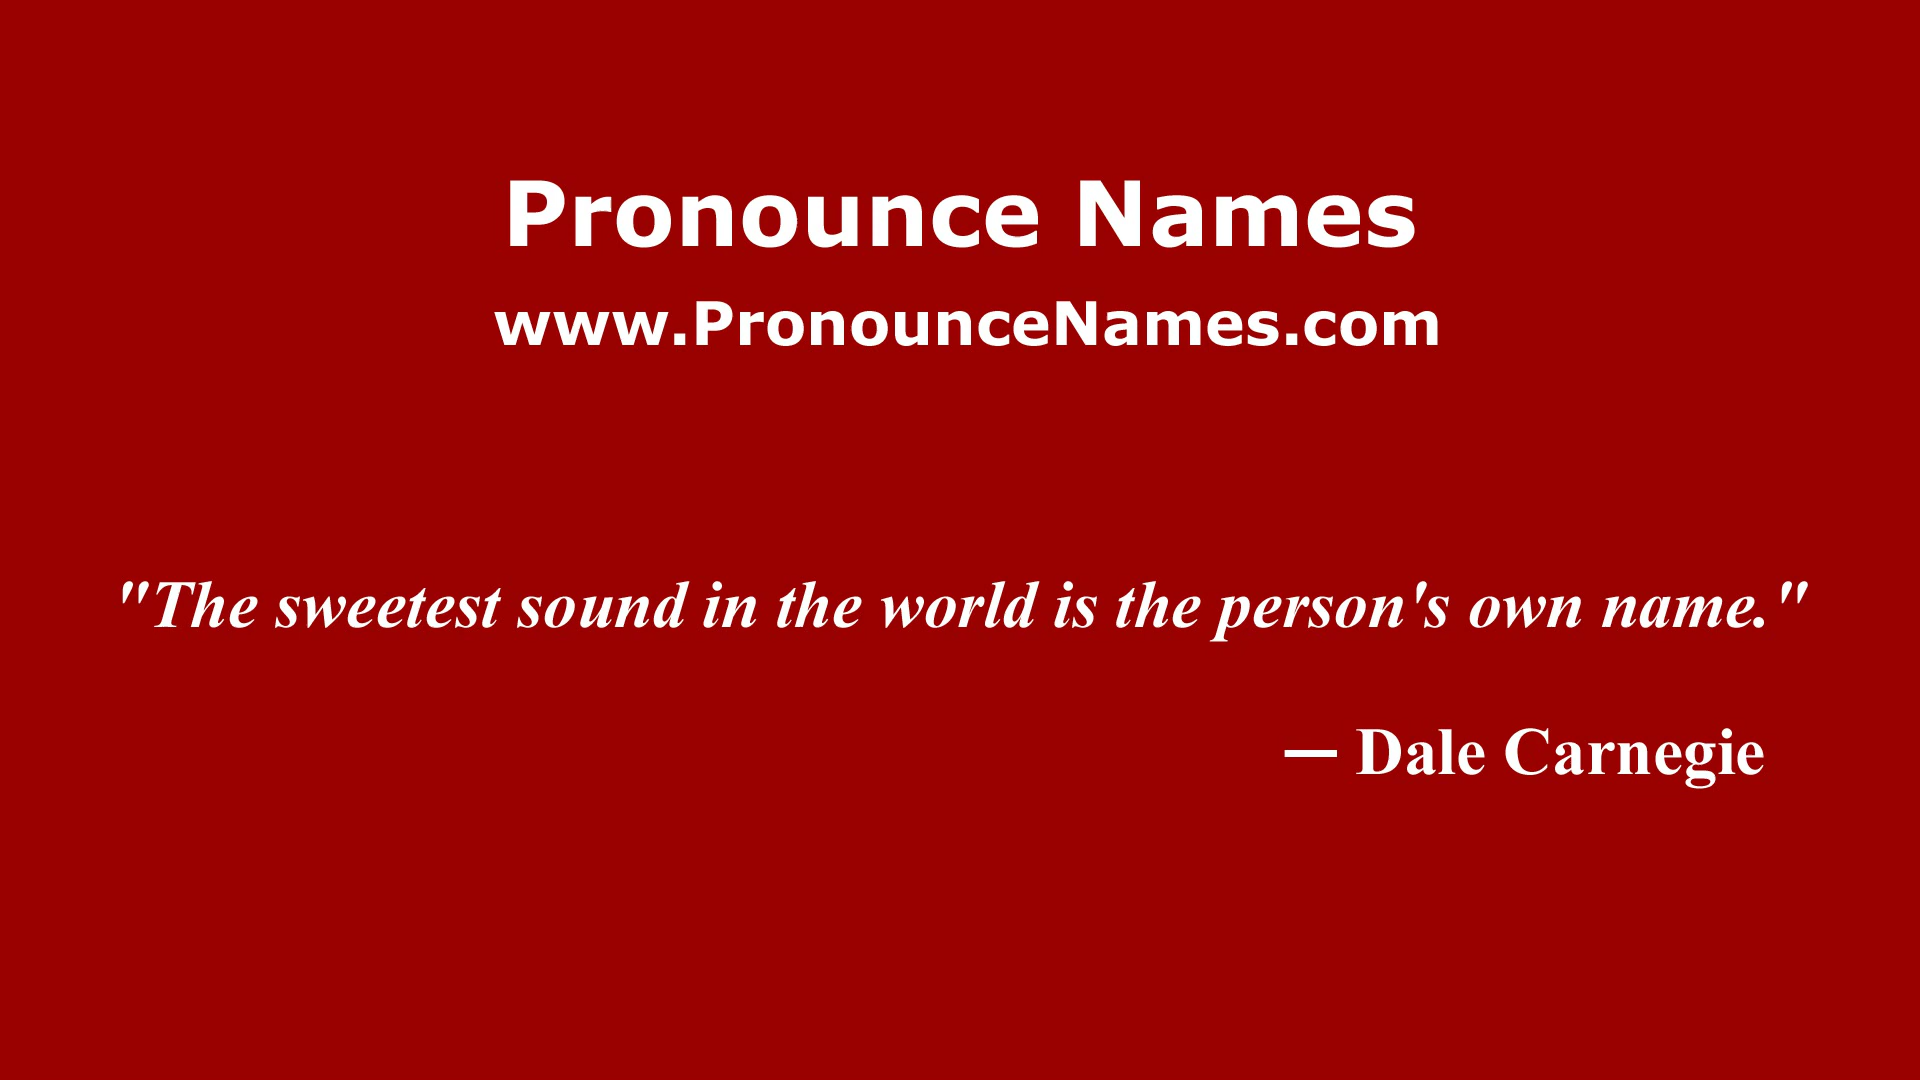 Pronounce Names
www.PronounceNames.com
"The sweetest sound in the world is the person's own name."
— Dale Carnegie